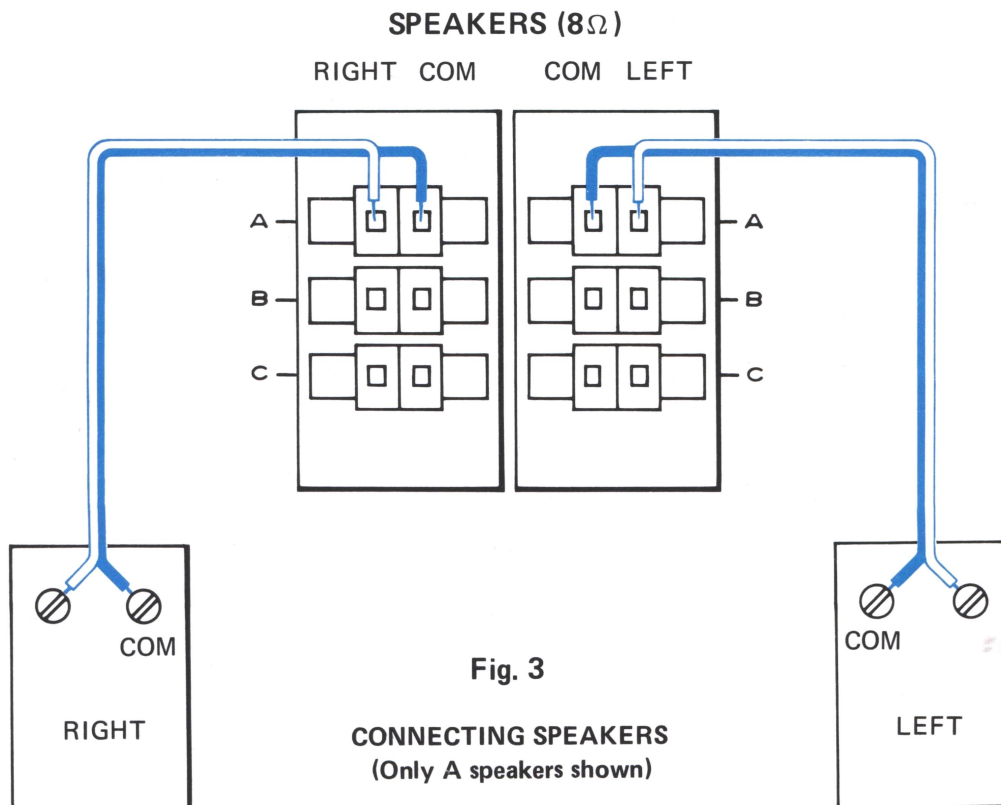 SPEAKERS (8Ω)
RIGHT COM COM LEFT
A A
B B
C C
COM COM
RIGHT LEFT
Fig. 3
CONNECTING SPEAKERS
(Only A speakers shown)